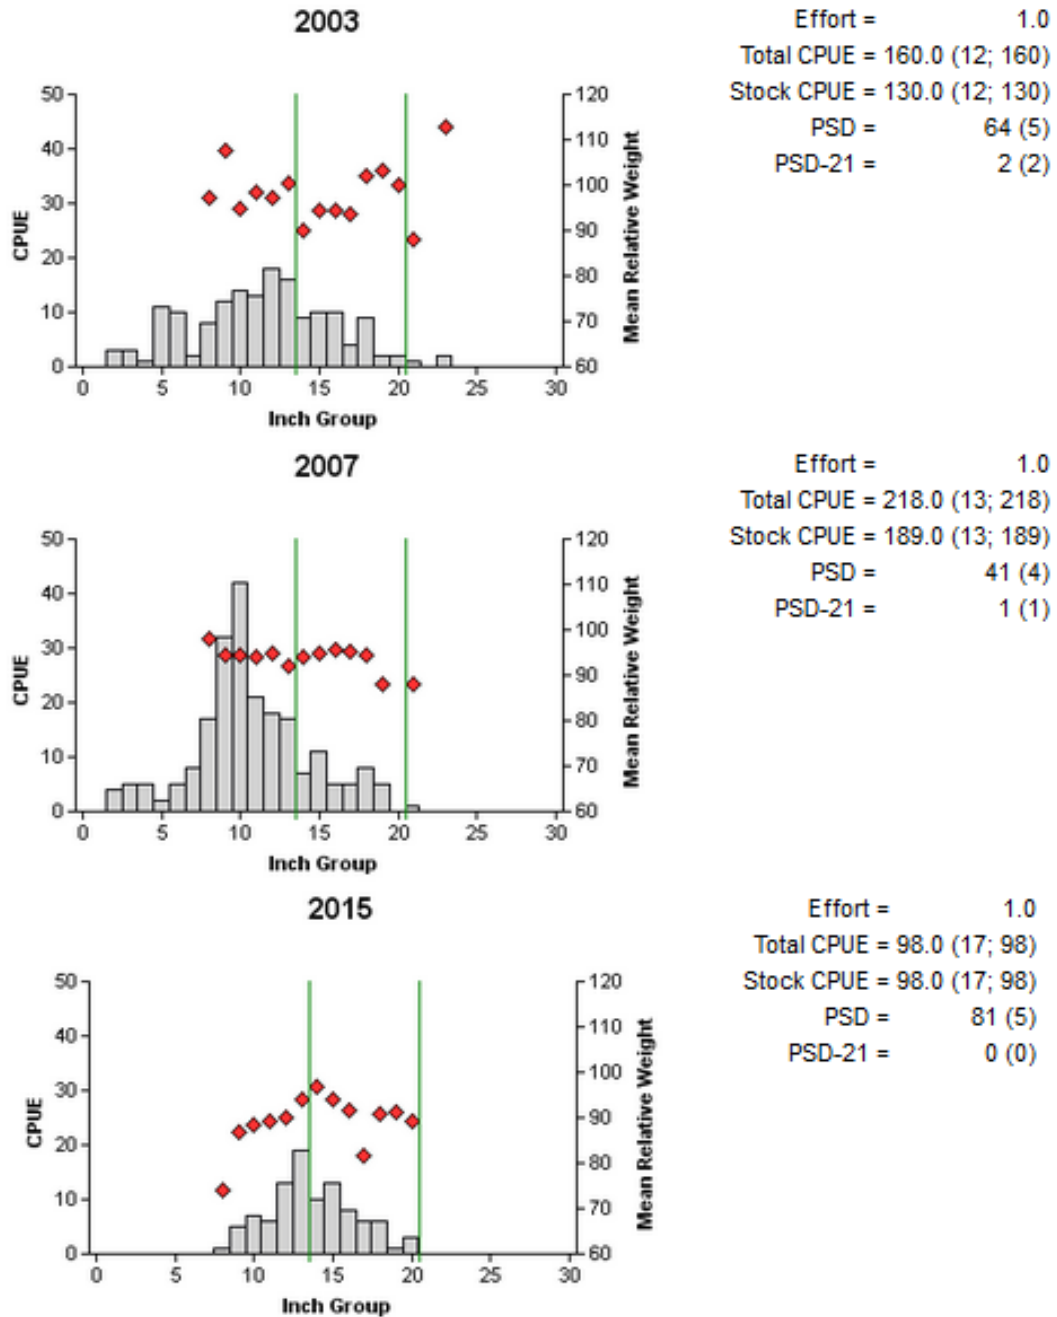 2003
Effort = 1.0
Total CPUE = 160.0 (12; 160)
Stock CPUE = 130.0 (12; 130)
PSD = 64 (5)
PSD-21 = 2 (2)
50
40
30
20
10
0
CPUE
120
110
100
90
80
70
60
Mean Relative Weight
0 5 10 15 20 25 30
Inch Group
2007
Effort = 1.0
Total CPUE = 218.0 (13; 218)
Stock CPUE = 189.0 (13; 189)
PSD = 41 (4)
PSD-21 = 1 (1)
50
40
30
20
10
0
CPUE
120
110
100
90
80
70
60
Mean Relative Weight
0 5 10 15 20 25 30
Inch Group
2015
Effort = 1.0
Total CPUE = 98.0 (17; 98)
Stock CPUE = 98.0 (17; 98)
PSD = 81 (5)
PSD-21 = 0 (0)
50
40
30
20
10
0
CPUE
120
110
100
90
80
70
60
Mean Relative Weight
0 5 10 15 20 25 30
Inch Group